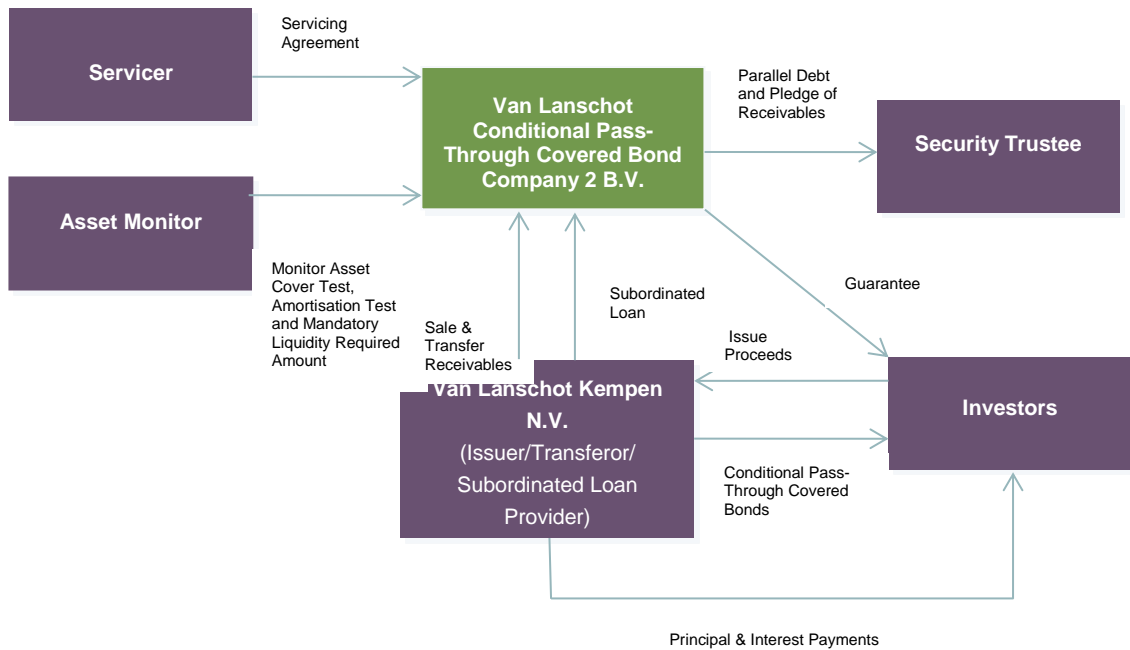 Servicing
Agreement
Servicer
Van Lanschot
Conditional Pass-
Through Covered Bond
Company 2 B.V.
Parallel Debt
and Pledge of
Receivables
Security Trustee
Asset Monitor
Monitor Asset
Cover Test,
Amortisation Test
and Mandatory
Liquidity Required
Amount
Sale &
Transfer
Receivables
Subordinated
Loan
Guarantee
Issue
Proceeds
Van Lanschot Kempen
N.V.
(Issuer/Transferor/
Subordinated Loan
Provider)
Investors
Conditional Pass-
Through Covered
Bonds
Principal & Interest Payments